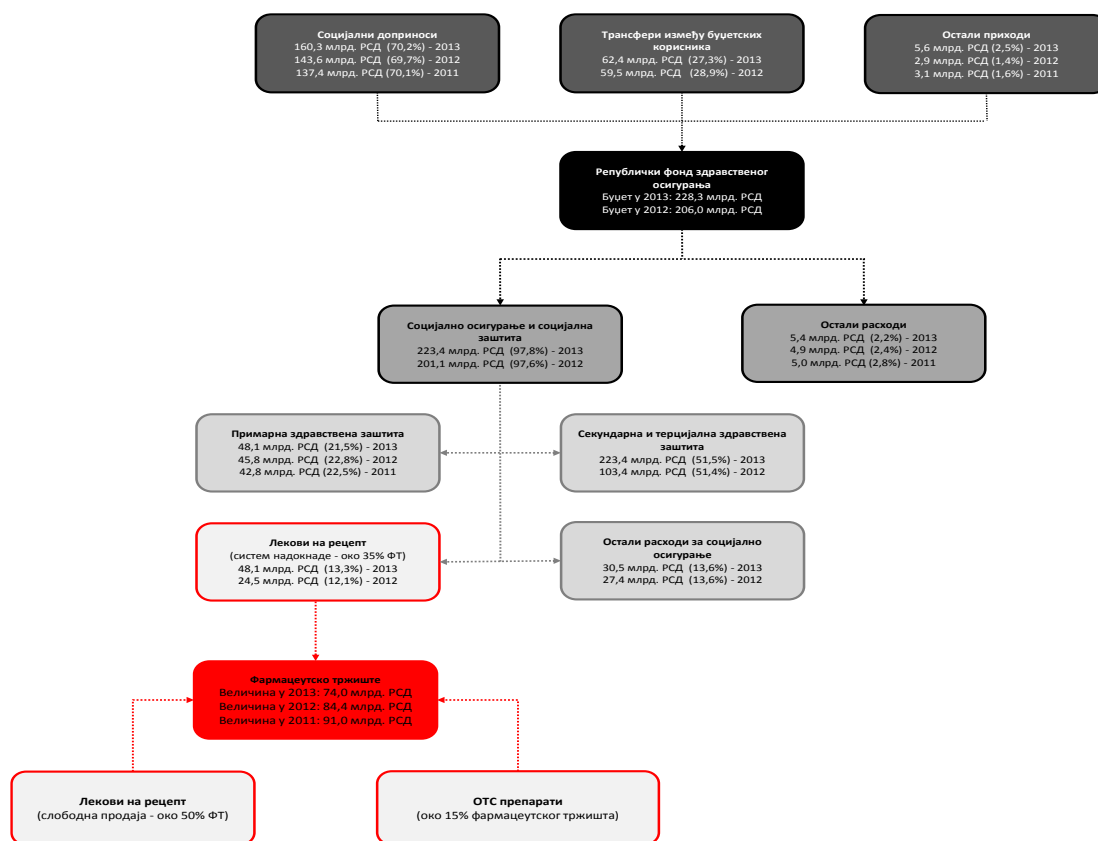 Социјални доприноси
160,3 млрд. РСД (70,2%) - 2013
143,6 млрд. РСД (69,7%) - 2012
137,4 млрд. РСД (70,1%) - 2011
Трансфери између буџетских
корисника
62,4 млрд. РСД (27,3%) - 2013
59,5 млрд. РСД (28,9%) - 2012
Остали приходи
5,6 млрд. РСД (2,5%) - 2013
2,9 млрд. РСД (1,4%) - 2012
3,1 млрд. РСД (1,6%) - 2011
Републички фонд здравственог
осигурања
Буџет у 2013: 228,3 млрд. РСД
Буџет у 2012: 206,0 млрд. РСД
Социјално осигурање и социјална
заштита
223,4 млрд. РСД (97,8%) - 2013
201,1 млрд. РСД (97,6%) - 2012
Остали расходи
5,4 млрд. РСД (2,2%) - 2013
4,9 млрд. РСД (2,4%) - 2012
5,0 млрд. РСД (2,8%) - 2011
Примарна здравствена заштита
48,1 млрд. РСД (21,5%) - 2013
45,8 млрд. РСД (22,8%) - 2012
42,8 млрд. РСД (22,5%) - 2011
Секундарна и терцијална здравствена
заштита
223,4 млрд. РСД (51,5%) - 2013
103,4 млрд. РСД (51,4%) - 2012
Лекови на рецепт
(систем надокнаде - око 35% ФТ)
48,1 млрд. РСД (13,3%) - 2013
24,5 млрд. РСД (12,1%) - 2012
Остали расходи за социјално
осигурање
30,5 млрд. РСД (13,6%) - 2013
27,4 млрд. РСД (13,6%) - 2012
Фармацеутско тржиште
Величина у 2013: 74,0 млрд. РСД
Величина у 2012: 84,4 млрд. РСД
Величина у 2011: 91,0 млрд. РСД
Лекови на рецепт
(слободна продаја - око 50% ФТ)
ОТС препарати
(око 15% фармацеутског тржишта)